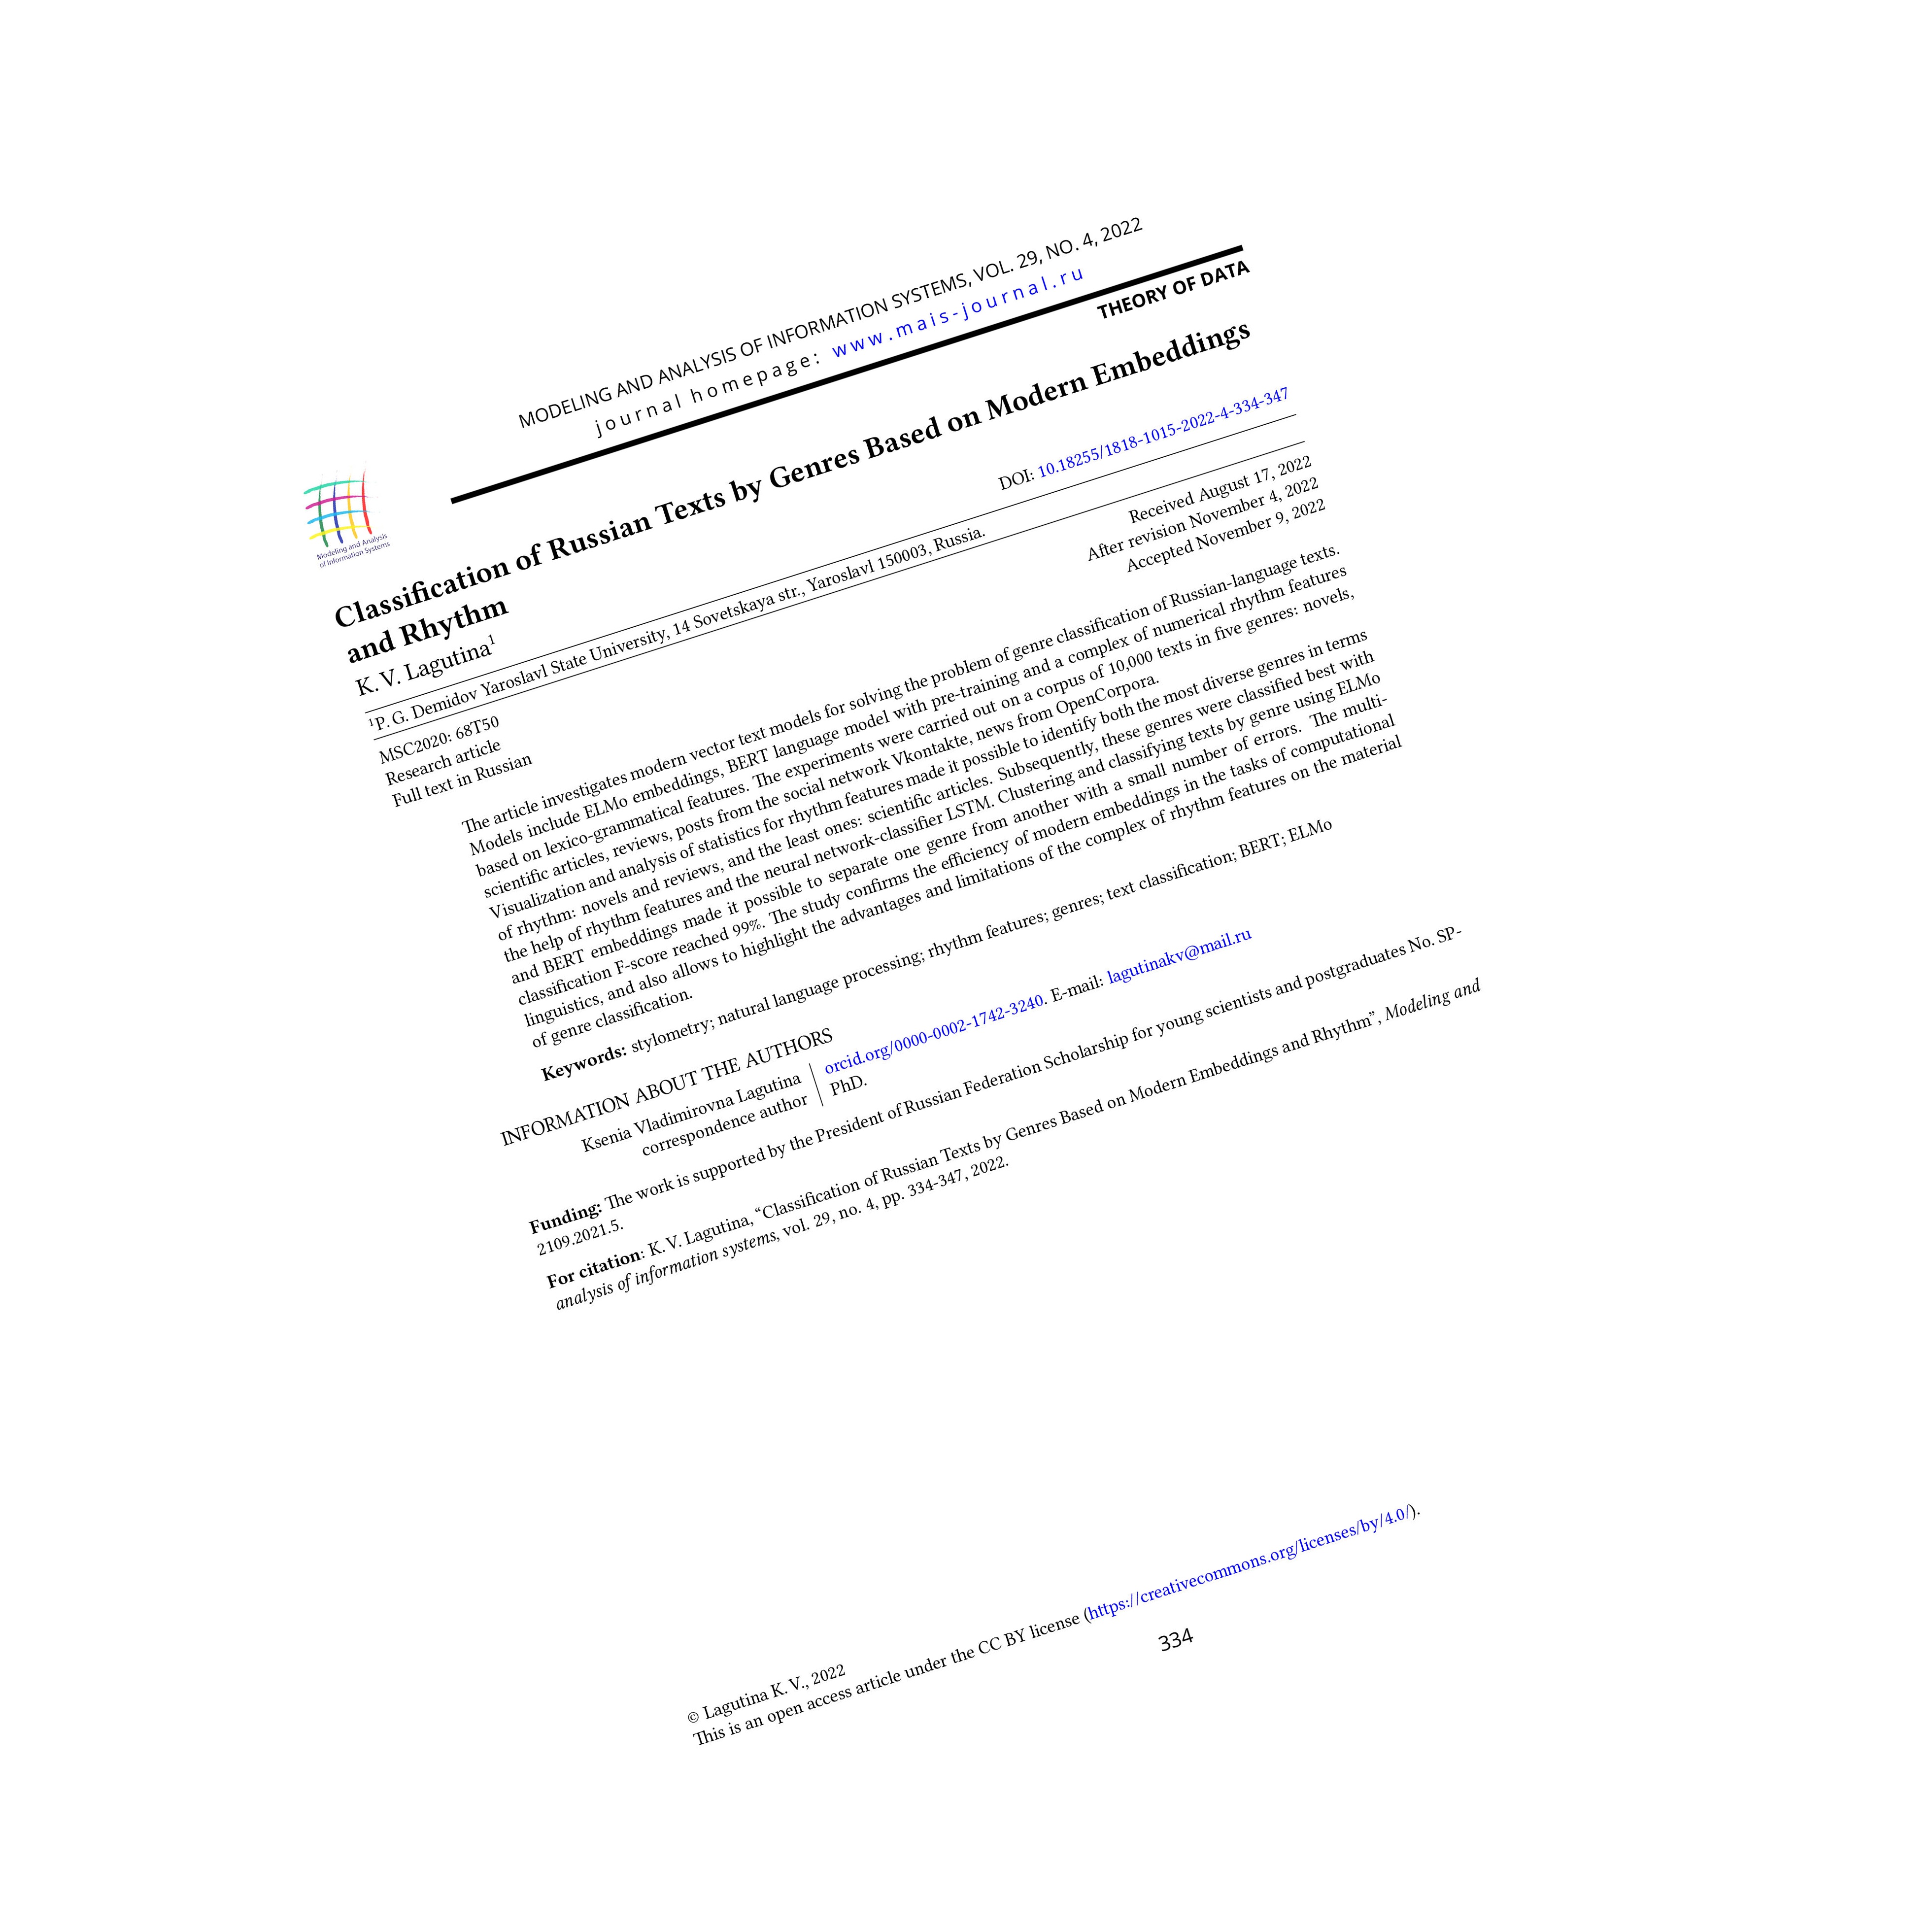 MODELING AND ANALYSIS OF INFORMATION SYSTEMS, VOL. 29, NO. 4, 2022
journal homepage: www.mais-journal.ru
Modeling and Analysis
of Information Systems
THEORY OF DATA
Classification of Russian Texts by Genres Based on Modern Embeddings
and Rhythm
K. V. Lagutina¹
DOI: 10.18255/1818-1015-2022-4-334-347
¹P. G. Demidov Yaroslavl State University, 14 Sovetskaya str., Yaroslavl 150003, Russia.
MSC2020: 68T50
Research article
Full text in Russian
Received August 17, 2022
After revision November 4, 2022
Accepted November 9, 2022
The article investigates modern vector text models for solving the problem of genre classification of Russian-language texts.
Models include ELMo embeddings, BERT language model with pre-training and a complex of numerical rhythm features
based on lexico-grammatical features. The experiments were carried out on a corpus of 10,000 texts in five genres: novels,
scientific articles, reviews, posts from the social network Vkontakte, news from OpenCorpora.
Visualization and analysis of statistics for rhythm features made it possible to identify both the most diverse genres in terms
of rhythm: novels and reviews, and the least ones: scientific articles. Subsequently, these genres were classified best with
the help of rhythm features and the neural network-classifier LSTM. Clustering and classifying texts by genre using ELMo
and BERT embeddings made it possible to separate one genre from another with a small number of errors. The multi-
classification F-score reached 99%. The study confirms the efficiency of modern embeddings in the tasks of computational
linguistics, and also allows to highlight the advantages and limitations of the complex of rhythm features on the material
of genre classification.
Keywords: stylometry; natural language processing; rhythm features; genres; text classification; BERT; ELMo
INFORMATION ABOUT THE AUTHORS
Ksenia Vladimirovna Lagutina
correspondence author
orcid.org/0000-0002-1742-3240. E-mail: lagutinakv@mail.ru
PhD.
Funding: The work is supported by the President of Russian Federation Scholarship for young scientists and postgraduates No. SP-
2109.2021.5.
For citation: K. V. Lagutina, “Classification of Russian Texts by Genres Based on Modern Embeddings and Rhythm”, Modeling and
analysis of information systems, vol. 29, no. 4, pp. 334-347, 2022.
© Lagutina K. V., 2022
This is an open access article under the CC BY license (https://creativecommons.org/licenses/by/4.0/).
334